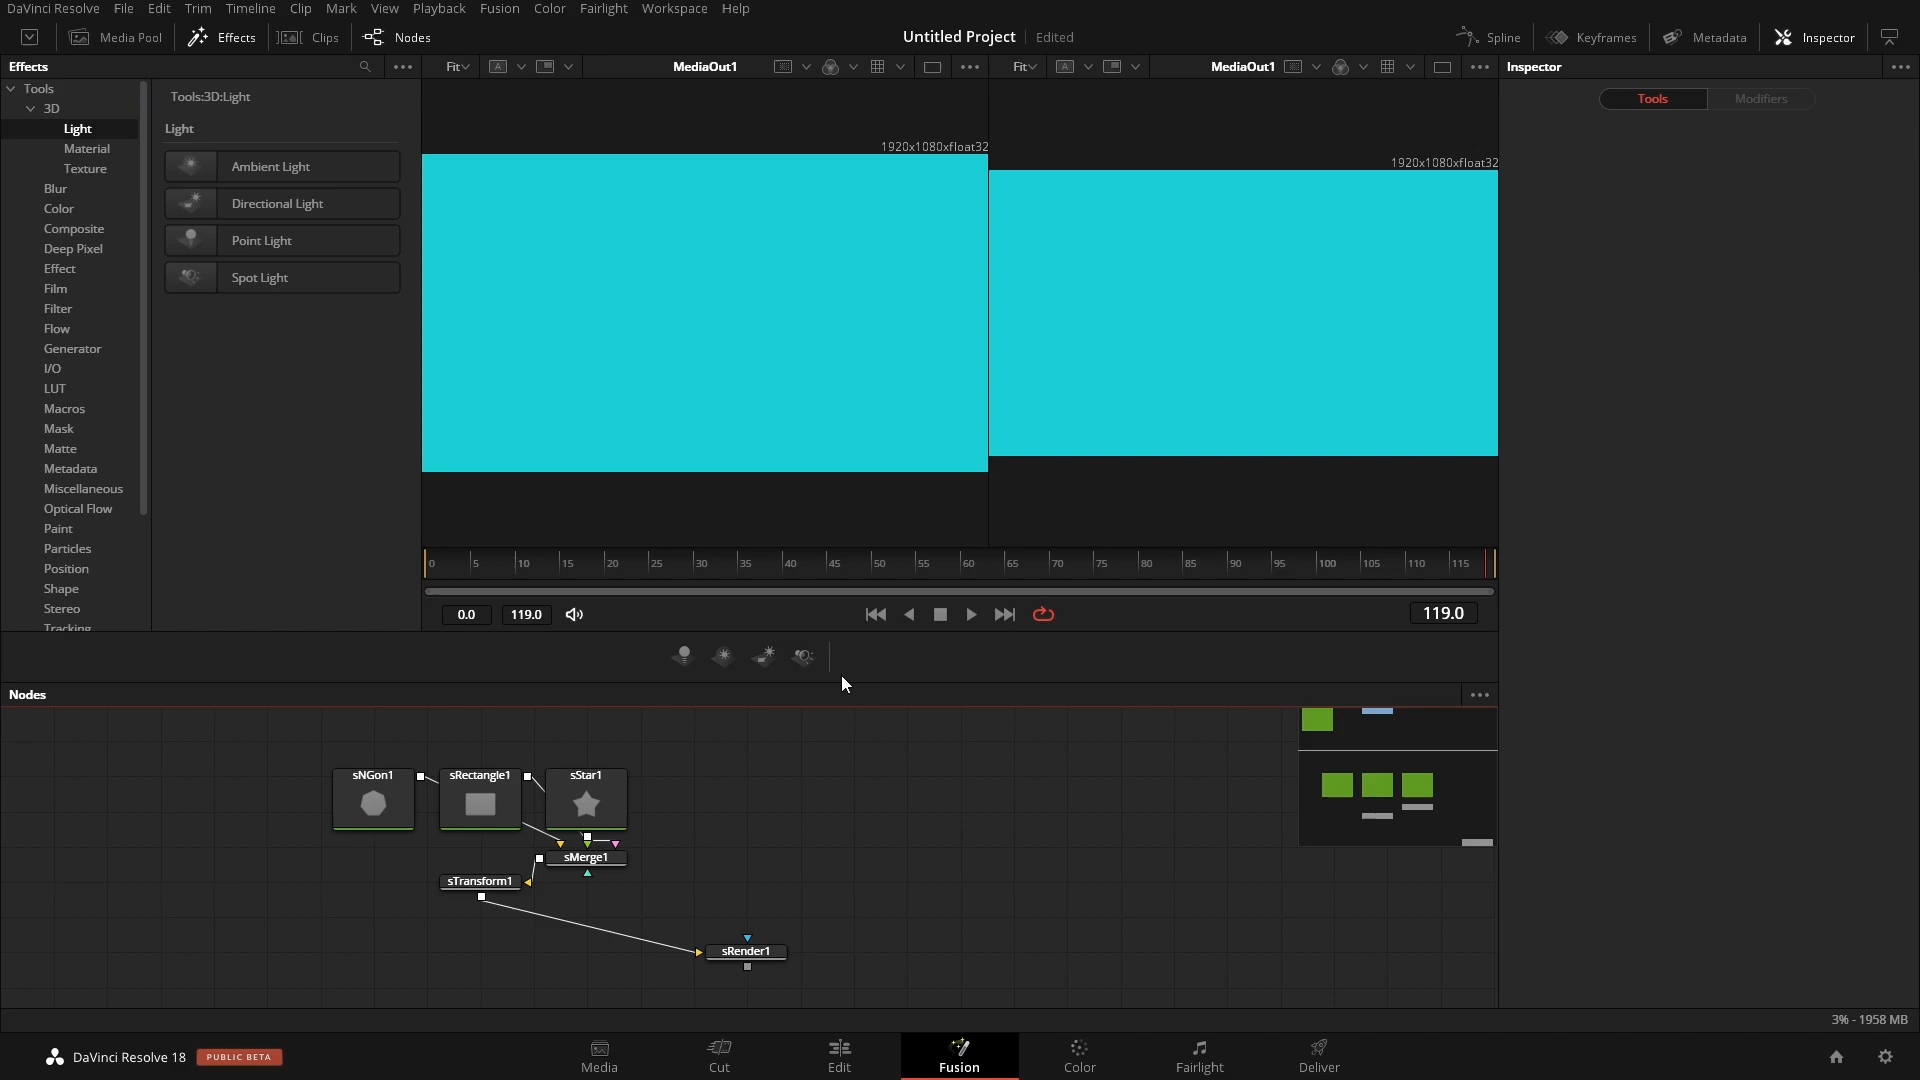 DaVinci Resolve File Edit Trim Timeline Clip Mark View Playback Fusion Color Fairlight Workspace Help
Media Pool Effects Clips Nodes Untitled Project Edited Spline Keyframes Metadata Inspector
Effects Fit A MediaOut1 Fit A MediaOut1 Inspector
Tools
3D
Light
Material
Texture
Blur
Color
Composite
Deep Pixel
Effect
Film
Filter
Flow
Generator
I/O
LUT
Macros
Mask
Matte
Metadata
Miscellaneous
Optical Flow
Paint
Particles
Position
Shape
Stereo
Tracking
Tools:3D:Light
Light
Ambient Light
Directional Light
Point Light
Spot Light
1920x1080xfloat32
1920x1080xfloat32
Tools Modifiers
0 5 10 15 20 25 30 35 40 45 50 55 60 65 70 75 80 85 90 95 100 105 110 115
0.0 119.0 119.0
Nodes
sNGon1 sRectangle1 sStar1
sMerge1
sTransform1
sRender1
3% - 1958 MB
DaVinci Resolve 18 PUBLIC BETA
Media Cut Edit Fusion Color Fairlight Deliver